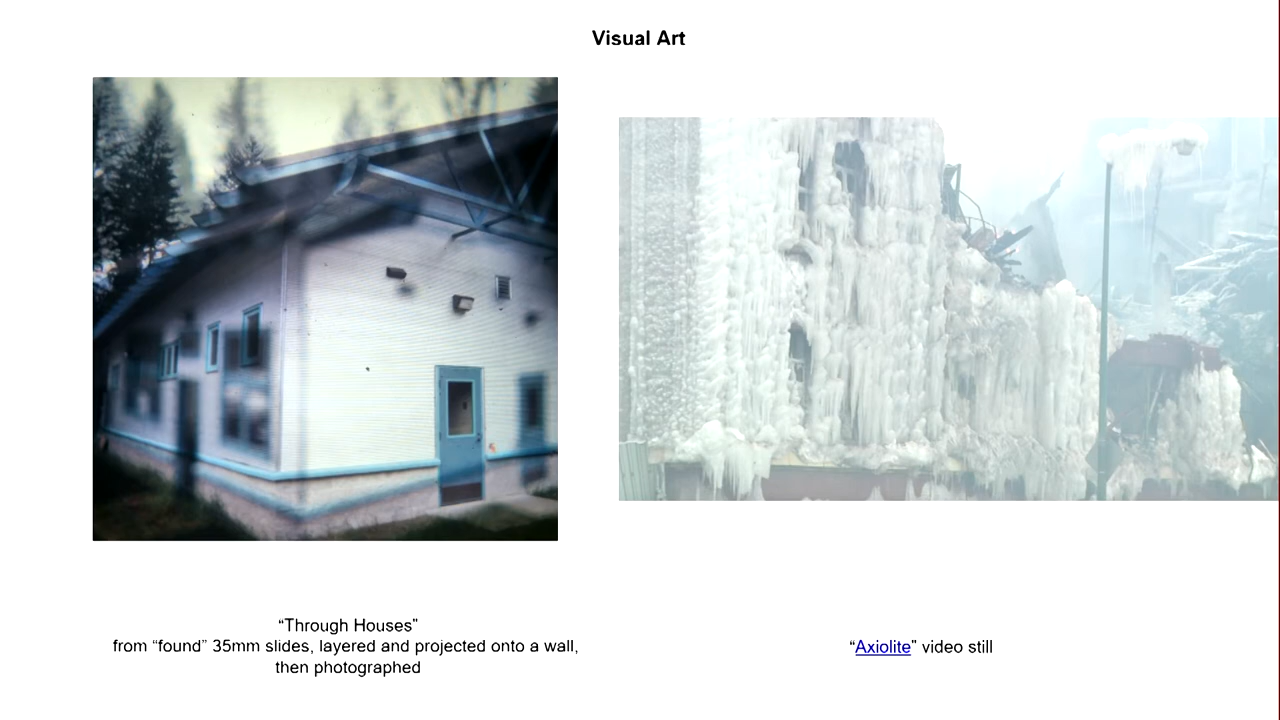 Visual Art
“Through Houses”
from “found” 35mm slides, layered and projected onto a wall,
then photographed
“Axiolite” video still